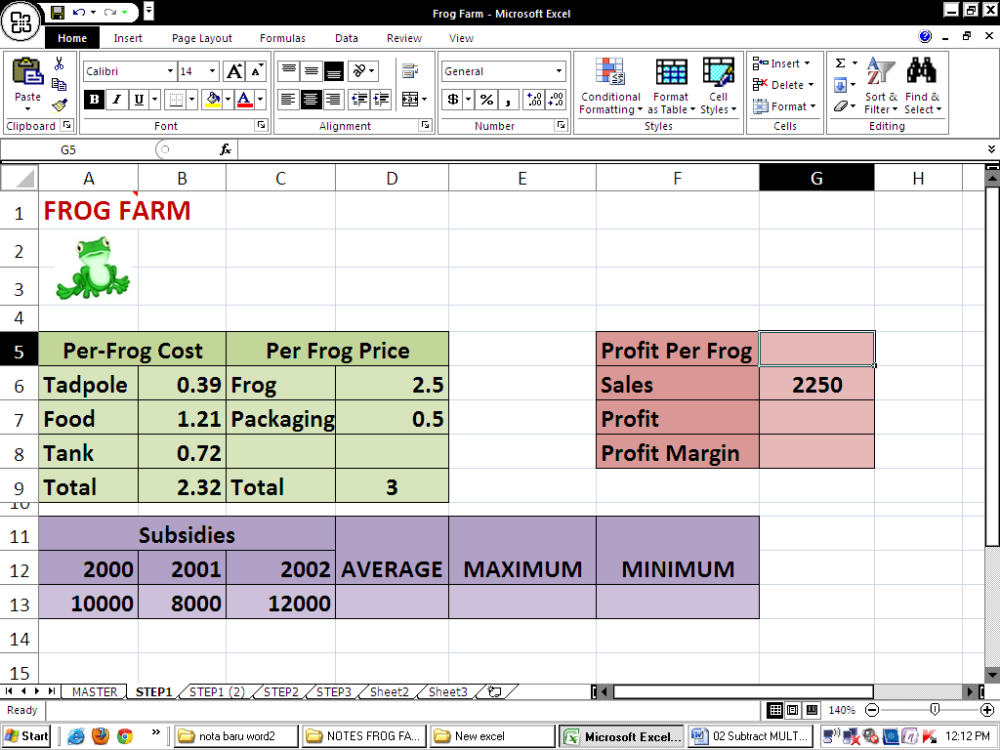 Frog Farm - Microsoft Excel
Home Insert Page Layout Formulas Data Review View
Paste
Calibri 14
B I U
General
$ % ,
Conditional Formatting
Format as Table
Cell Styles
Insert
Delete
Format
Σ
Sort & Filter
Find & Select
Clipboard Font Alignment Number Styles Cells Editing
G5 fx
A B C D E F G H
1 FROG FARM
2
3
4
5 Per-Frog Cost Per Frog Price Profit Per Frog
6 Tadpole 0.39 Frog 2.5 Sales 2250
7 Food 1.21 Packaging 0.5 Profit
8 Tank 0.72 Profit Margin
9 Total 2.32 Total 3
10
11 Subsidies
12 2000 2001 2002 AVERAGE MAXIMUM MINIMUM
13 10000 8000 12000
14
15
MASTER STEP1 STEP1 (2) STEP2 STEP3 Sheet2 Sheet3
Ready 140%
Start nota baru word2 NOTES FROG FA... New excel Microsoft Excel... 02 Subtract MULT... 12:12 PM